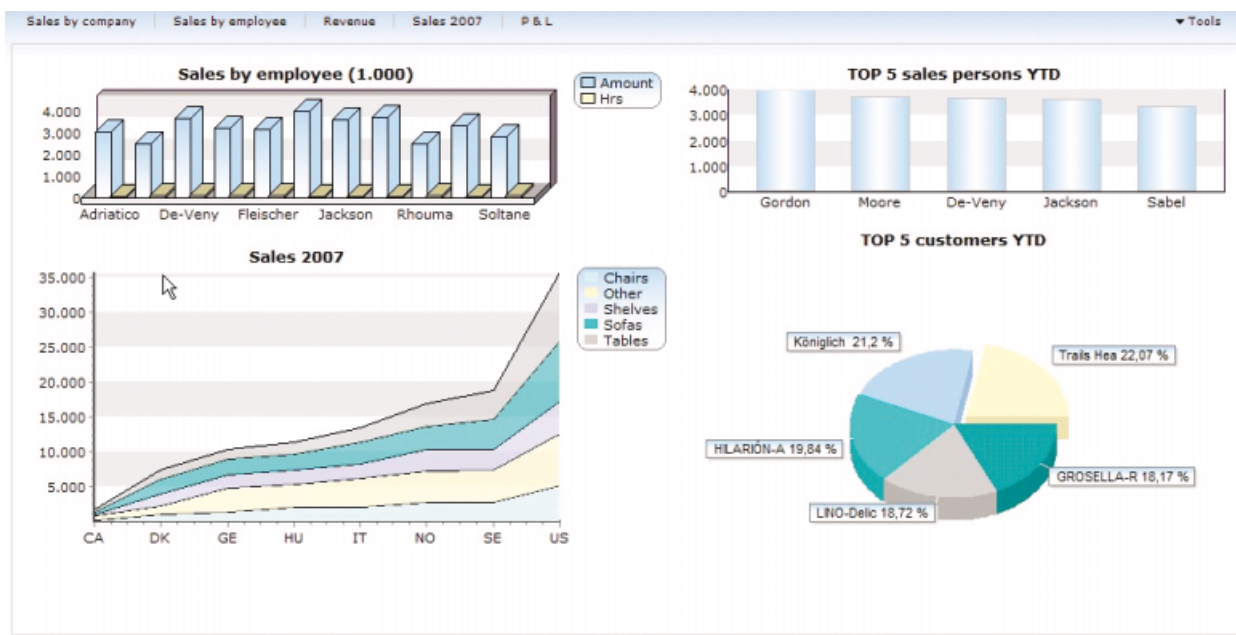 Sales by company Sales by employee Revenue Sales 2007 P & L Tools
Sales by employee (1.000)
Amount
Hrs
4.000
3.000
2.000
1.000
0
Adriatico De-Veny Fleischer Jackson Rhouma Soltane
TOP 5 sales persons YTD
4.000
3.000
2.000
1.000
0
Gordon Moore De-Veny Jackson Sabel
Sales 2007
Chairs
Other
Shelves
Sofas
Tables
35.000
30.000
25.000
20.000
15.000
10.000
5.000
CA DK GE HU IT NO SE US
TOP 5 customers YTD
Königlich 21,2 %
Trails Hea 22,07 %
HILARIÓN-A 19,84 %
GROSELLA-R 18,17 %
LINO-Delic 18,72 %